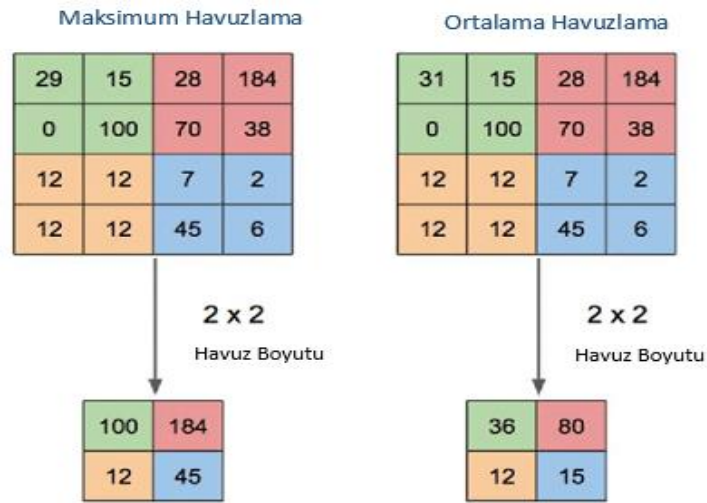 Maksimum Havuzlama
29 15 28 184
0 100 70 38
12 12 7 2
12 12 45 6
2 x 2
Havuz Boyutu
100 184
12 45
Ortalama Havuzlama
31 15 28 184
0 100 70 38
12 12 7 2
12 12 45 6
2 x 2
Havuz Boyutu
36 80
12 15